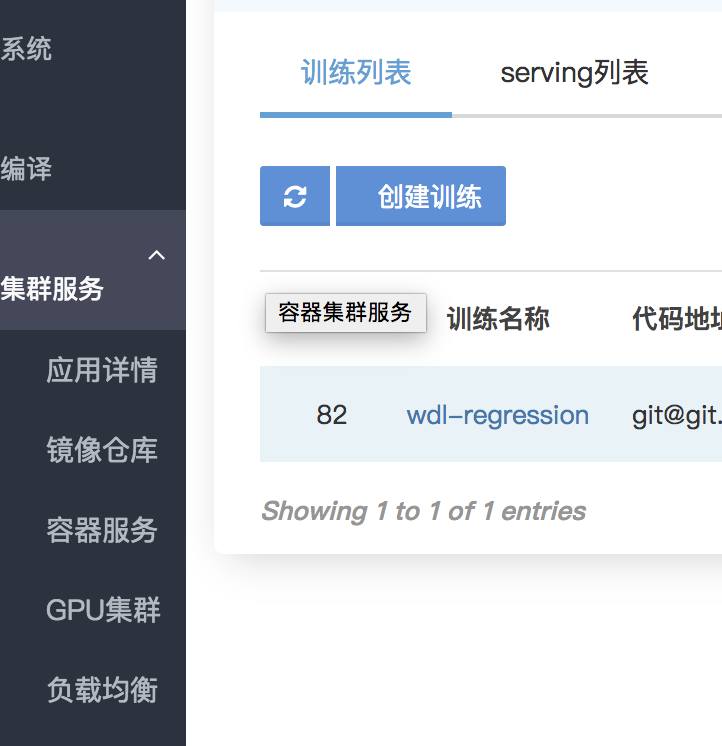 系统
编译
集群服务
应用详情
镜像仓库
容器服务
GPU集群
负载均衡
训练列表
serving列表
创建训练
容器集群服务
训练名称
代码地
82
wdl-regression
git@git.
Showing 1 to 1 of 1 entries